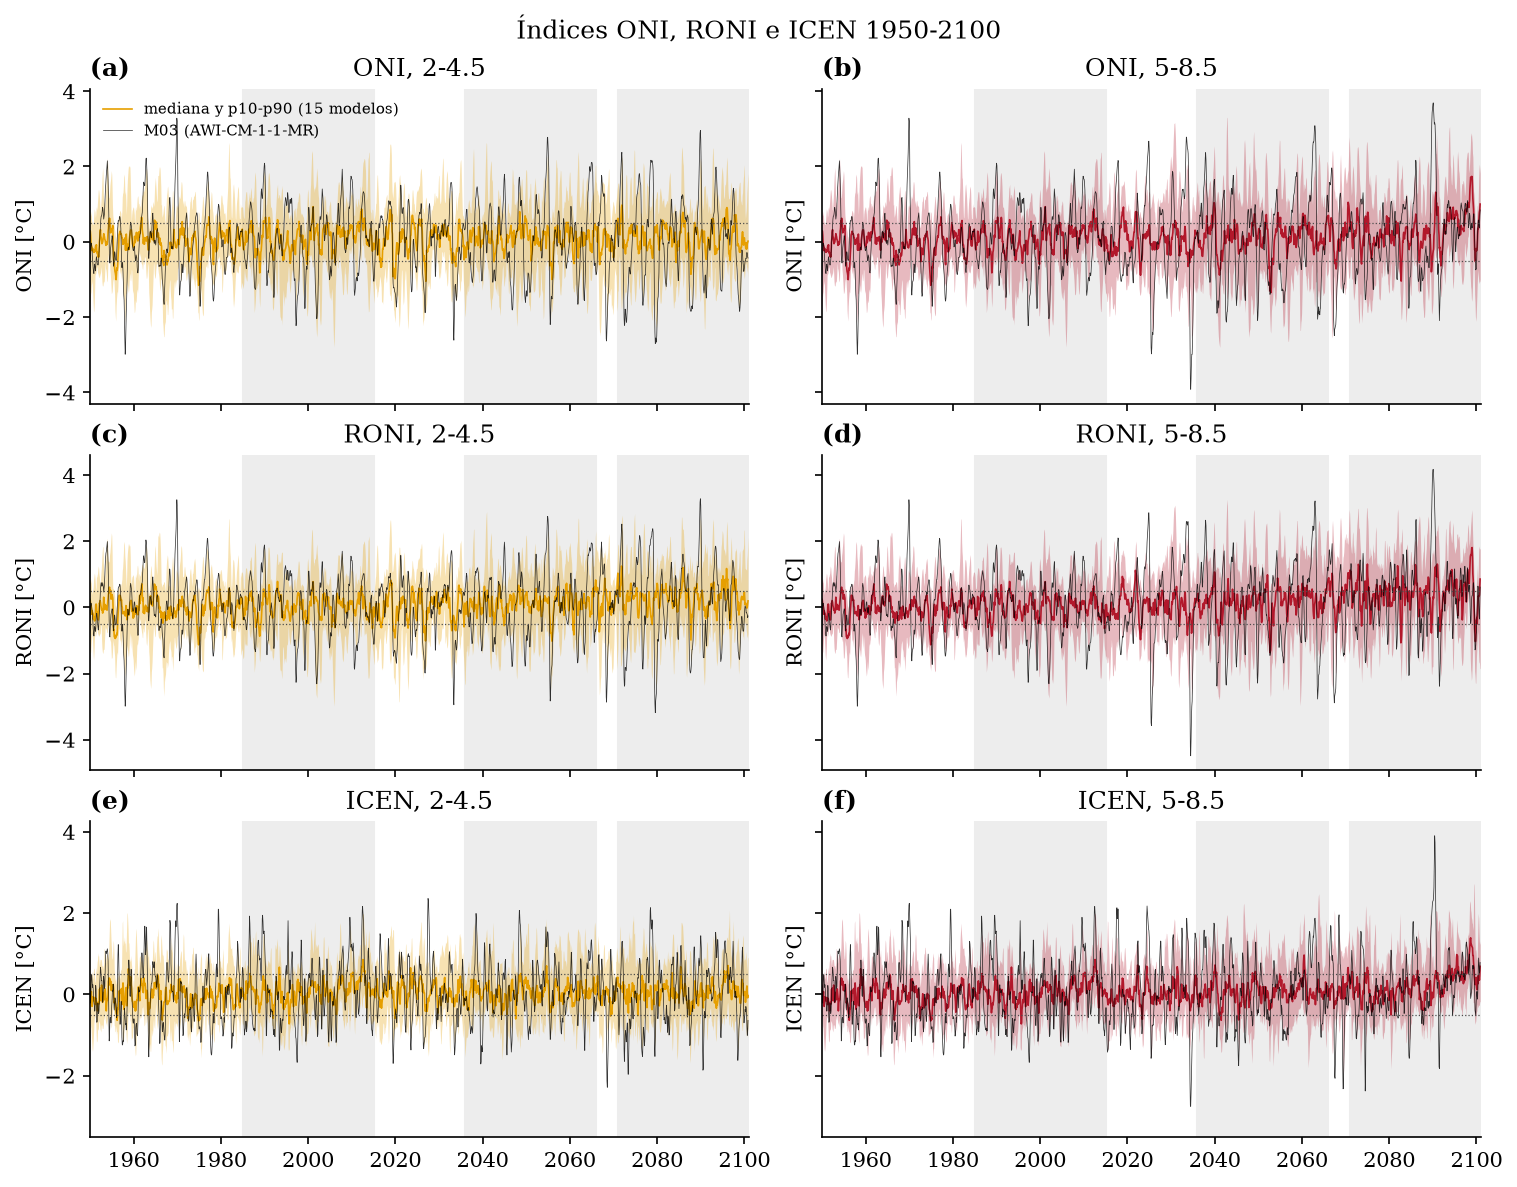 Índices ONI, RONI e ICEN 1950-2100
(a) ONI, 2-4.5
(b) ONI, 5-8.5
mediana y p10-p90 (15 modelos)
M03 (AWI-CM-1-1-MR)
ONI [°C]
4
2
0
−2
−4
ONI [°C]
(c) RONI, 2-4.5
(d) RONI, 5-8.5
RONI [°C]
4
2
0
−2
−4
RONI [°C]
(e) ICEN, 2-4.5
(f) ICEN, 5-8.5
ICEN [°C]
4
2
0
−2
ICEN [°C]
1960 1980 2000 2020 2040 2060 2080 2100
1960 1980 2000 2020 2040 2060 2080 2100